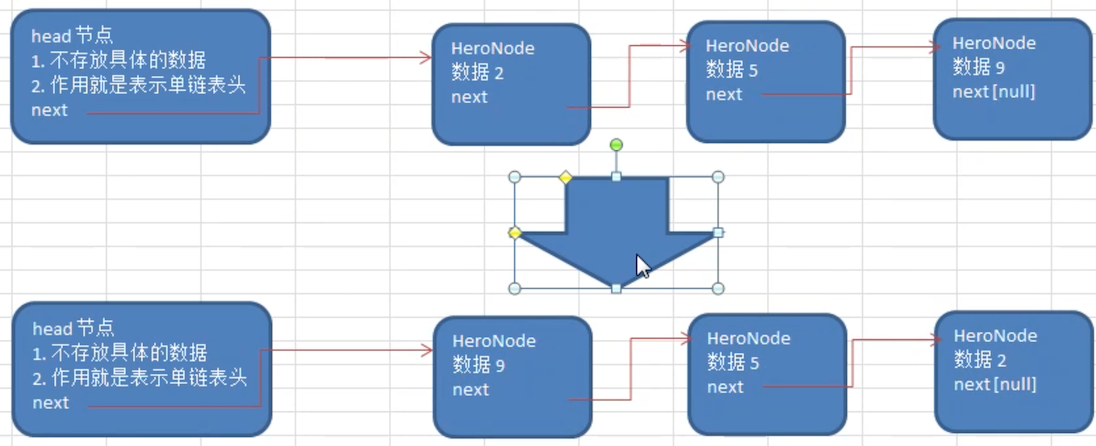 head 节点
1. 不存放具体的数据
2. 作用就是表示单链表头
next
HeroNode
数据 2
next
HeroNode
数据 5
next
HeroNode
数据 9
next [null]
head 节点
1. 不存放具体的数据
2. 作用就是表示单链表头
next
HeroNode
数据 9
next
HeroNode
数据 5
next
HeroNode
数据 2
next [null]